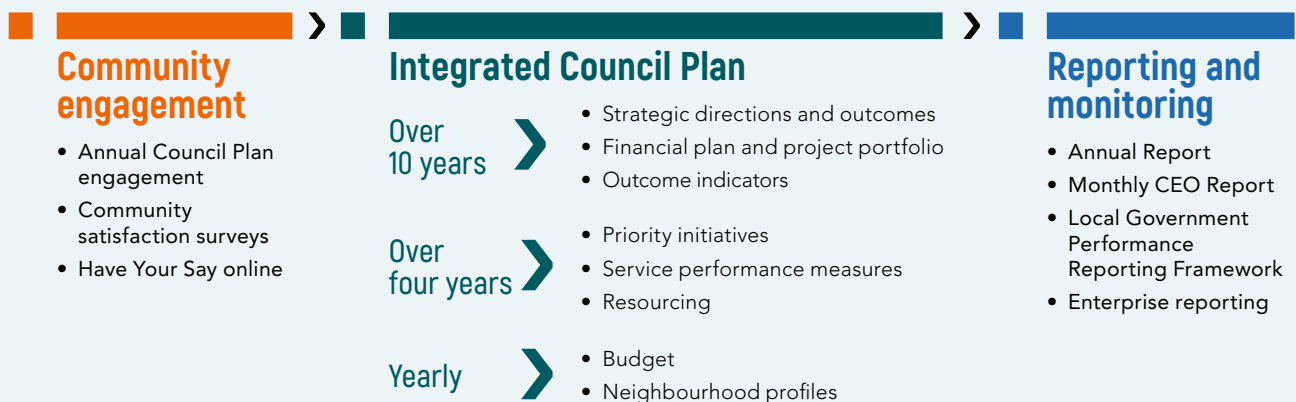 Community
engagement
• Annual Council Plan
engagement
• Community
satisfaction surveys
• Have Your Say online
Integrated Council Plan
Over
10 years
• Strategic directions and outcomes
• Financial plan and project portfolio
• Outcome indicators
Over
four years
• Priority initiatives
• Service performance measures
• Resourcing
Yearly
• Budget
• Neighbourhood profiles
Reporting and
monitoring
• Annual Report
• Monthly CEO Report
• Local Government
Performance
Reporting Framework
• Enterprise reporting